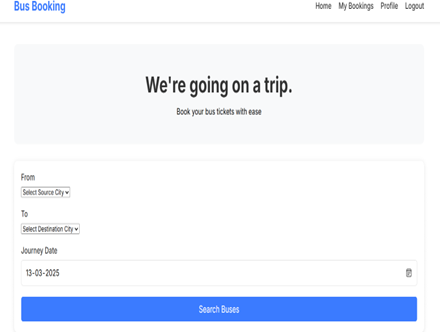 Bus Booking
Home My Bookings Profile Logout
We're going on a trip.
Book your bus tickets with ease
From
Select Source City
To
Select Destination City
Journey Date
13-03-2025
Search Buses